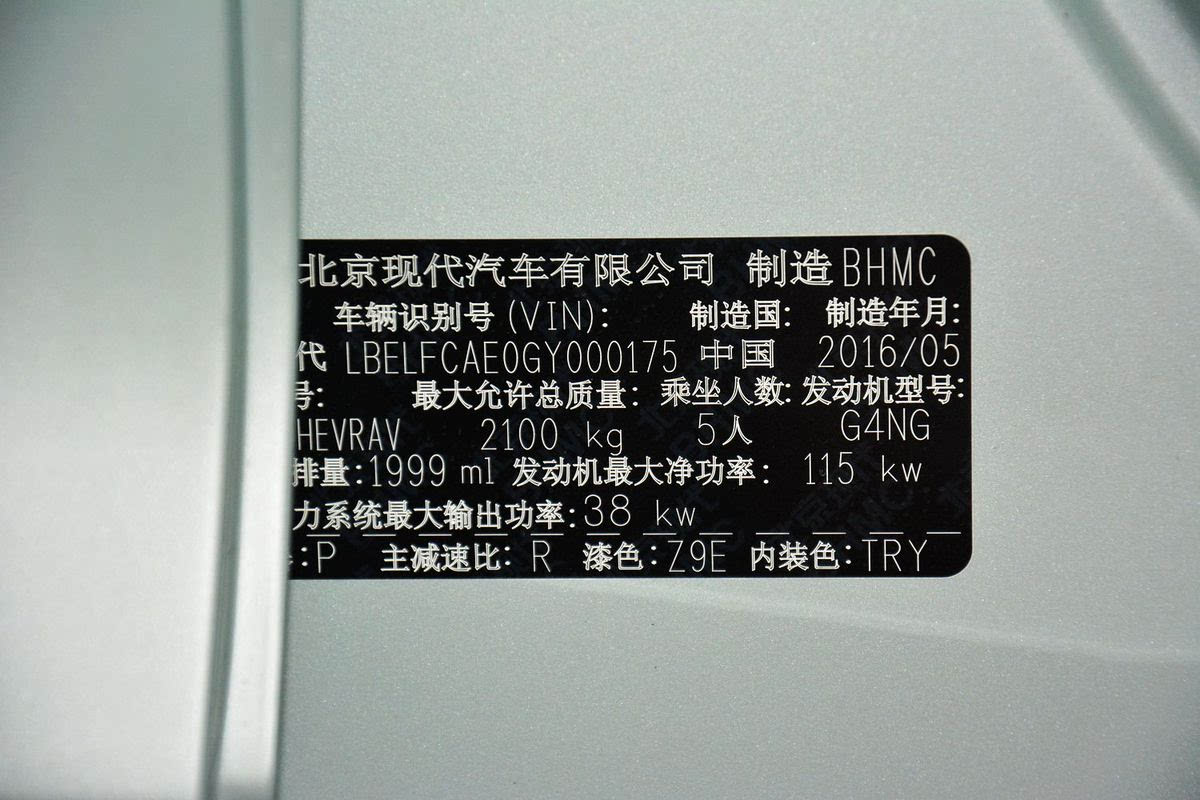 北京现代汽车有限公司 制造 BHMC
车辆识别号 (VIN): 制造国: 制造年月:
代 LBELFCAE0GY000175 中国 2016/05
号: 最大允许总质量: 乘坐人数: 发动机型号:
HEVRAV 2100 kg 5人 G4NG
排量:1999 ml 发动机最大净功率: 115 kw
力系统最大输出功率:38 kw
:P 主减速比: R 漆色:Z9E 内装色:TRY